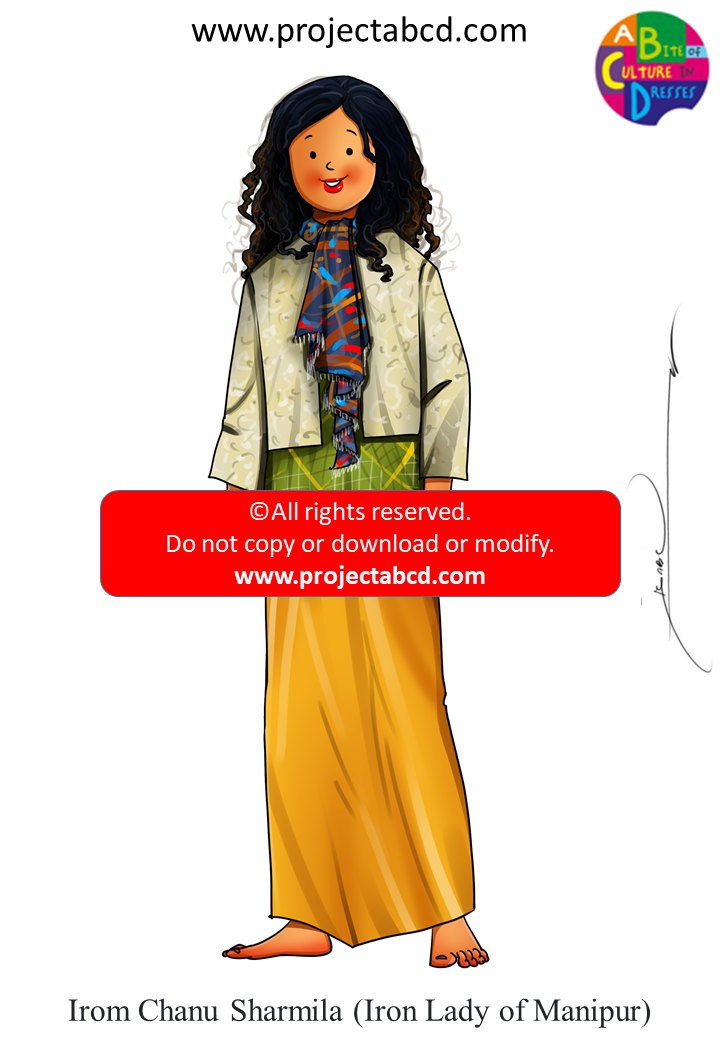 www.projectabcd.com
A
BITE OF
CULTURE IN
DRESSES
©All rights reserved.
Do not copy or download or modify.
www.projectabcd.com
Irom Chanu Sharmila (Iron Lady of Manipur)